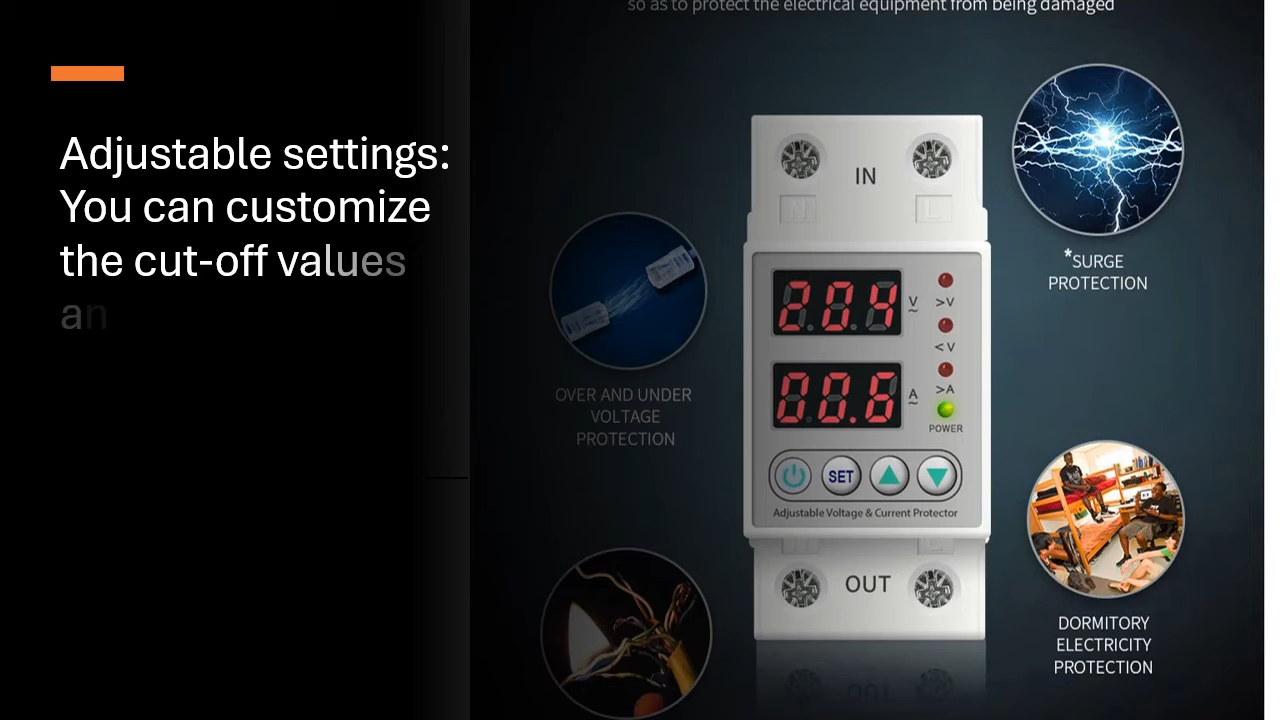 so as to protect the electrical equipment from being damaged
Adjustable settings:
You can customize
the cut-off values
an
OVER AND UNDER
VOLTAGE
PROTECTION
IN
N L
204 V
>V
<V
00.6 A
>A
POWER
SET
Adjustable Voltage & Current Protector
OUT
*SURGE
PROTECTION
DORMITORY
ELECTRICITY
PROTECTION